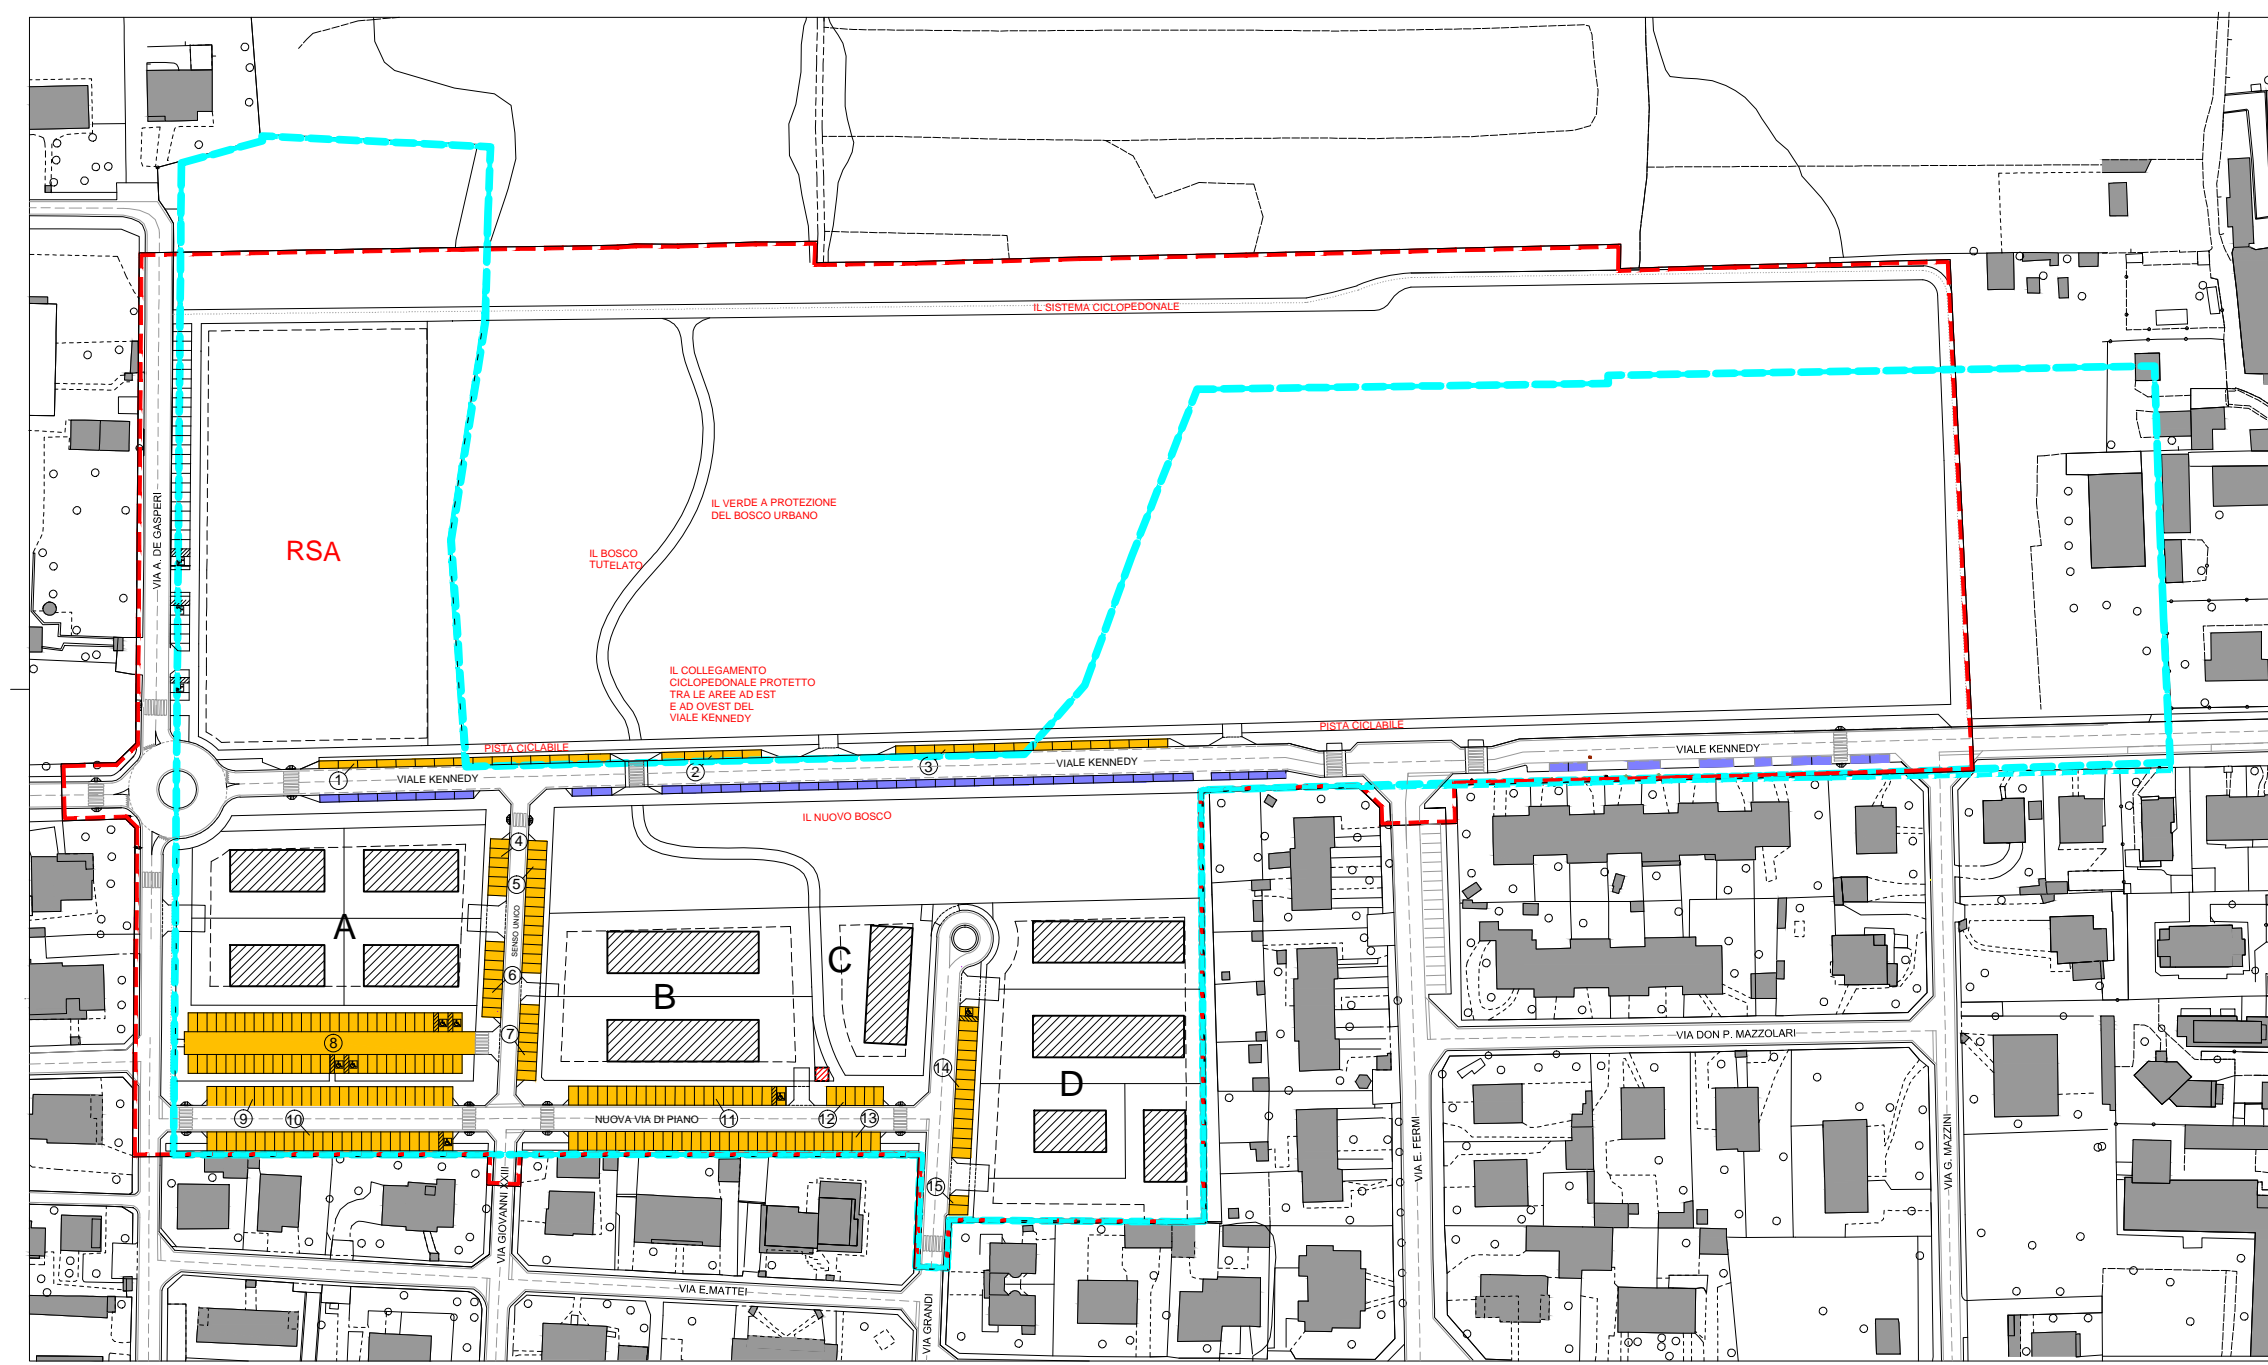 IL SISTEMA CICLOPEDONALE
VIA A. DE GASPERI
RSA
IL VERDE A PROTEZIONE
DEL BOSCO URBANO
IL BOSCO
TUTELATO
IL COLLEGAMENTO
CICLOPEDONALE PROTETTO
TRA LE AREE AD EST
E AD OVEST DEL
VIALE KENNEDY
PISTA CICLABILE
PISTA CICLABILE
VIALE KENNEDY
VIALE KENNEDY
VIALE KENNEDY
1
2
3
IL NUOVO BOSCO
4
5
SENSO UNICO
6
7
A
B
C
D
8
9
10
11
12
13
14
15
NUOVA VIA DI PIANO
VIA DON P. MAZZOLARI
VIA E. FERMI
VIA G. MAZZINI
VIA GIOVANNI XXIII
VIA E.MATTEI
VIA GRANDI